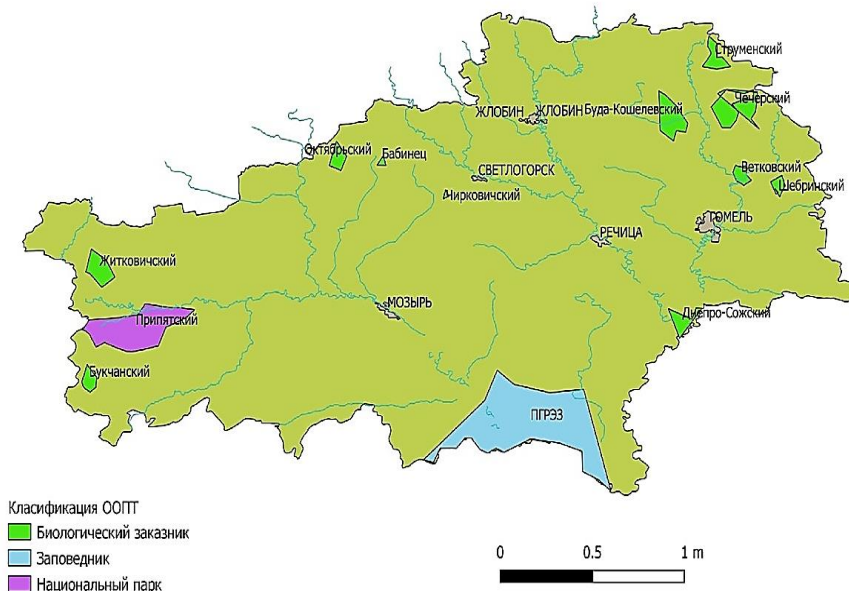 Струменский
Чечерский
ЖЛОБИН
ЖЛОБИН
Буда-Кошелевский
Октябрьский
Бабинец
СВЕТЛОГОРСК
Ветковский
Шебринский
Чирковичский
ГОМЕЛЬ
РЕЧИЦА
Житковичский
МОЗЫРЬ
Припятский
Днепро-Сожский
Букчанский
ПГРЭЗ
Класификация ООПТ
Биологический заказник
Заповедник
Национальный парк
0 0.5 1 m